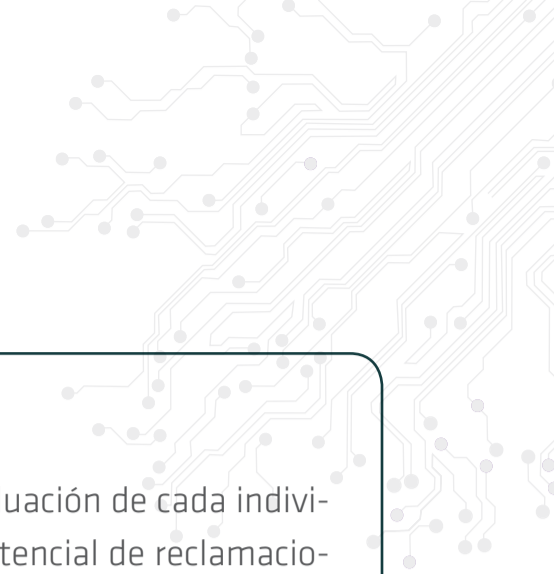 uación de cada indivi-
tencial de reclamacio-